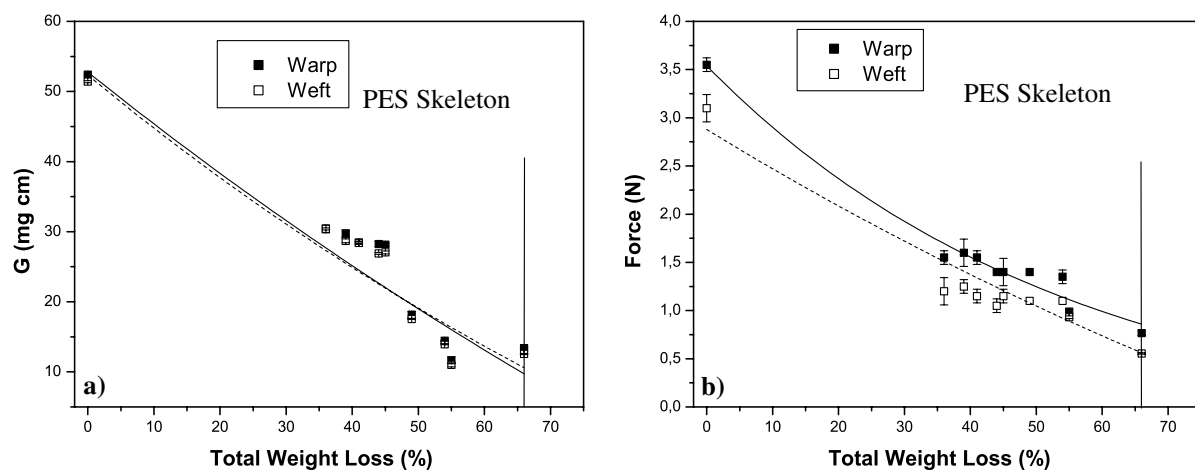 60
50
40
30
20
10
G (mg cm)
Warp
Weft
PES Skeleton
a)
0 10 20 30 40 50 60 70
Total Weight Loss (%)
4,0
3,5
3,0
2,5
2,0
1,5
1,0
0,5
0,0
Force (N)
Warp
Weft
PES Skeleton
b)
0 10 20 30 40 50 60 70
Total Weight Loss (%)